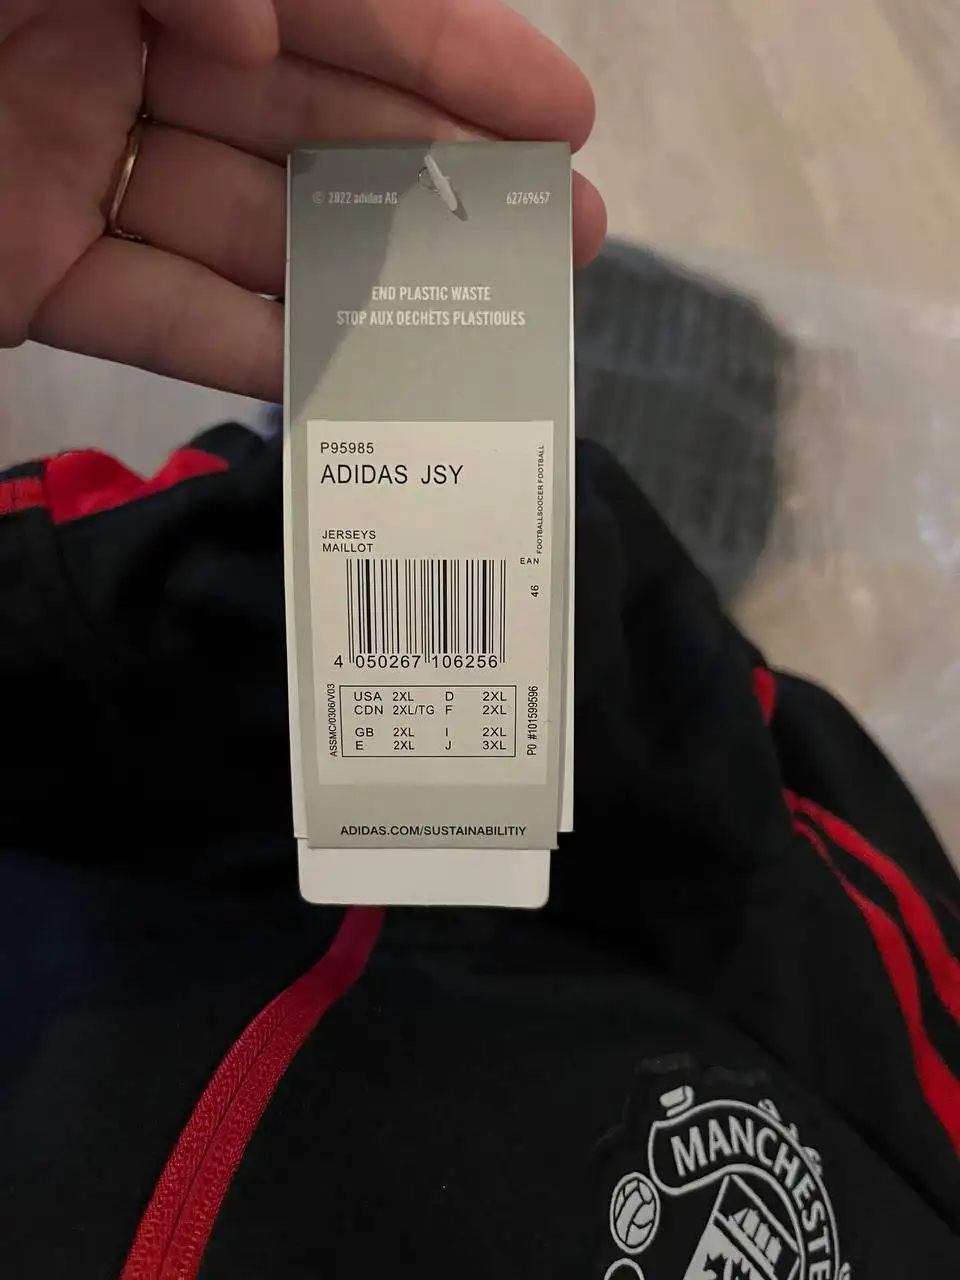 © 2022 adidas AG
62769657
END PLASTIC WASTE
STOP AUX DECHETS PLASTIQUES
P95985
ADIDAS JSY
FOOTBALLSOCER FOOTBALL
JERSEYS
MAILLOT
EAN
46
4 050267 106256
ASSMC/0306/V03
USA 2XL D 2XL
CDN 2XL/TG F 2XL
GB 2XL I 2XL
E 2XL J 3XL
PO #101599596
ADIDAS.COM/SUSTAINABILITIY
MANCHESTE